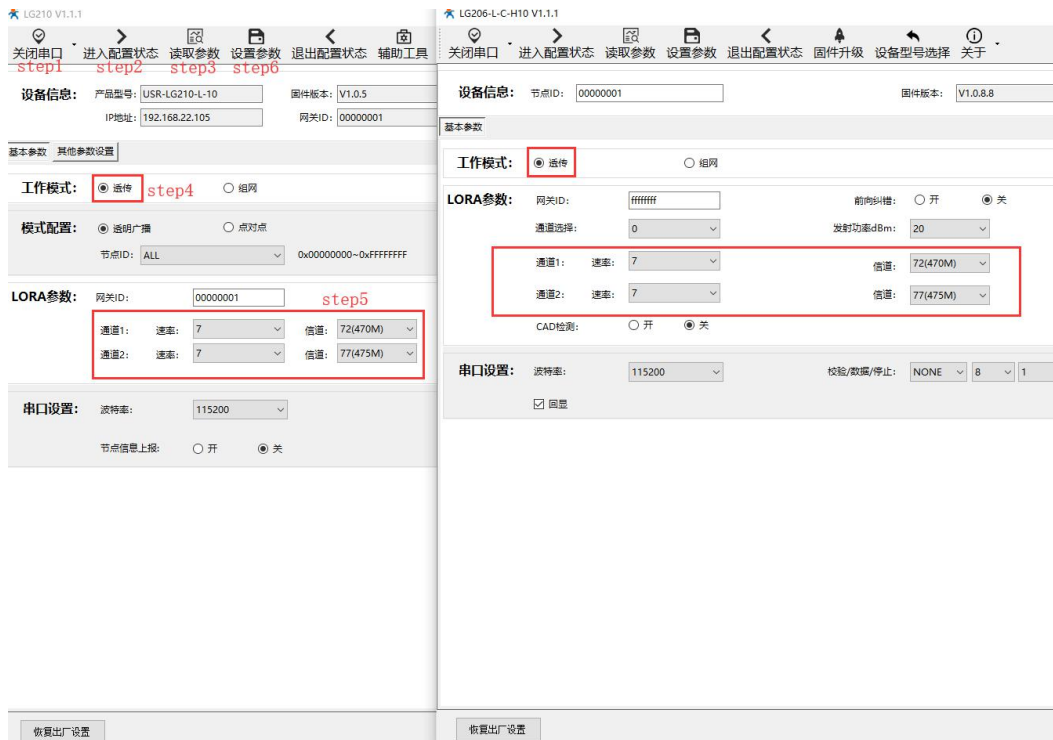 LG210 V1.1.1
关闭串口 进入配置状态 读取参数 设置参数 退出配置状态 辅助工具
step1 step2 step3 step6
设备信息: 产品型号: USR-LG210-L-10 固件版本: V1.0.5
IP地址: 192.168.22.105 网关ID: 00000001
基本参数 其他参数设置
工作模式: 透传 step4 组网
模式配置: 透明广播 点对点
节点ID: ALL 0x00000000~0xFFFFFFFF
LORA参数: 网关ID: 00000001 step5
通道1: 速率: 7 信道: 72(470M)
通道2: 速率: 7 信道: 77(475M)
串口设置: 波特率: 115200
节点信息上报: 开 关
恢复出厂设置
LG206-L-C-H10 V1.1.1
关闭串口 进入配置状态 读取参数 设置参数 退出配置状态 固件升级 设备型号选择 关于
设备信息: 节点ID: 00000001 固件版本: V1.0.8.8
基本参数
工作模式: 透传 组网
LORA参数: 网关ID: ffffffff 前向纠错: 开 关
通道选择: 0 发射功率dBm: 20
通道1: 速率: 7 信道: 72(470M)
通道2: 速率: 7 信道: 77(475M)
CAD检测: 开 关
串口设置: 波特率: 115200 校验/数据/停止: NONE 8 1
回显
恢复出厂设置